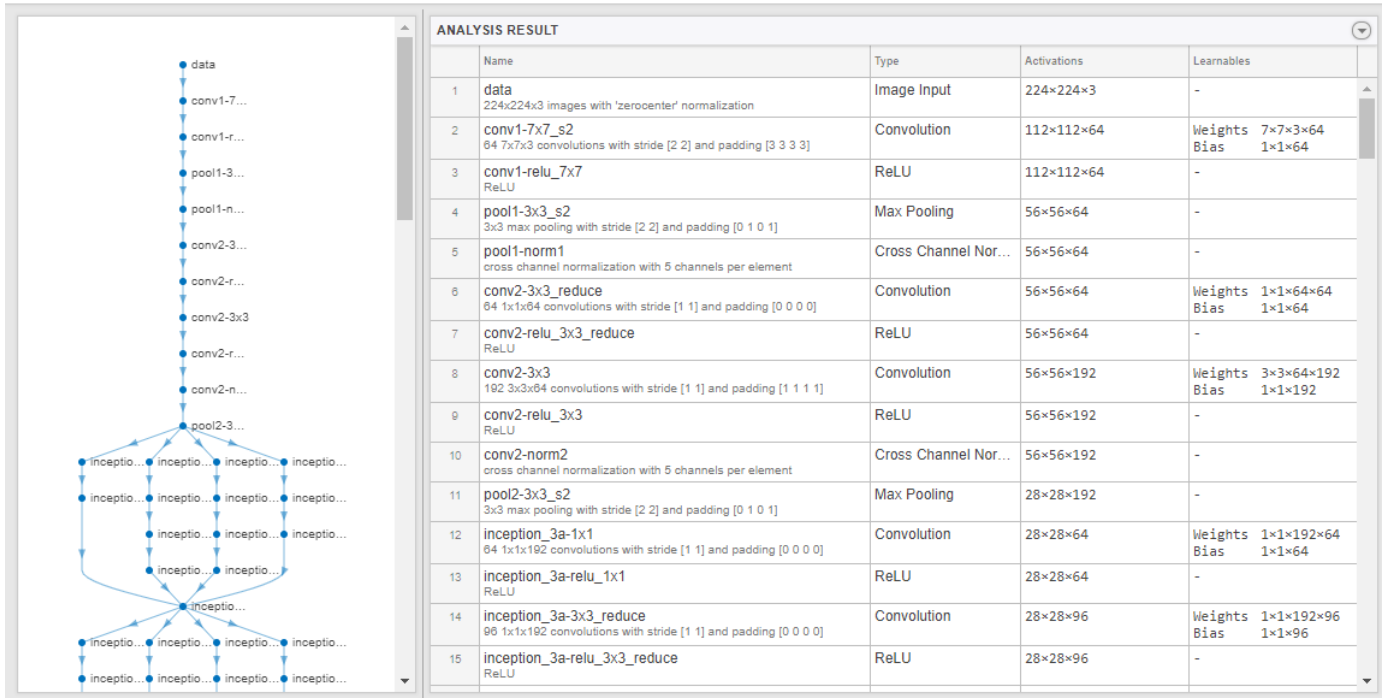 data
conv1-7...
conv1-r...
pool1-3...
pool1-n...
conv2-3...
conv2-r...
conv2-3x3
conv2-r...
conv2-n...
pool2-3...
inceptio... inceptio... inceptio... inceptio...
inceptio... inceptio... inceptio... inceptio...
inceptio... inceptio... inceptio...
inceptio... inceptio...
inceptio...
inceptio... inceptio... inceptio... inceptio...
inceptio... inceptio... inceptio... inceptio...
ANALYSIS RESULT
Name Type Activations Learnables
1 data Image Input 224×224×3 -
224x224x3 images with 'zerocenter' normalization
2 conv1-7x7_s2 Convolution 112×112×64 Weights 7×7×3×64
64 7x7x3 convolutions with stride [2 2] and padding [3 3 3 3] Bias 1×1×64
3 conv1-relu_7x7 ReLU 112×112×64 -
ReLU
4 pool1-3x3_s2 Max Pooling 56×56×64 -
3x3 max pooling with stride [2 2] and padding [0 1 0 1]
5 pool1-norm1 Cross Channel Nor... 56×56×64 -
cross channel normalization with 5 channels per element
6 conv2-3x3_reduce Convolution 56×56×64 Weights 1×1×64×64
64 1x1x64 convolutions with stride [1 1] and padding [0 0 0 0] Bias 1×1×64
7 conv2-relu_3x3_reduce ReLU 56×56×64 -
ReLU
8 conv2-3x3 Convolution 56×56×192 Weights 3×3×64×192
192 3x3x64 convolutions with stride [1 1] and padding [1 1 1 1] Bias 1×1×192
9 conv2-relu_3x3 ReLU 56×56×192 -
ReLU
10 conv2-norm2 Cross Channel Nor... 56×56×192 -
cross channel normalization with 5 channels per element
11 pool2-3x3_s2 Max Pooling 28×28×192 -
3x3 max pooling with stride [2 2] and padding [0 1 0 1]
12 inception_3a-1x1 Convolution 28×28×64 Weights 1×1×192×64
64 1x1x192 convolutions with stride [1 1] and padding [0 0 0 0] Bias 1×1×64
13 inception_3a-relu_1x1 ReLU 28×28×64 -
ReLU
14 inception_3a-3x3_reduce Convolution 28×28×96 Weights 1×1×192×96
96 1x1x192 convolutions with stride [1 1] and padding [0 0 0 0] Bias 1×1×96
15 inception_3a-relu_3x3_reduce ReLU 28×28×96 -
ReLU